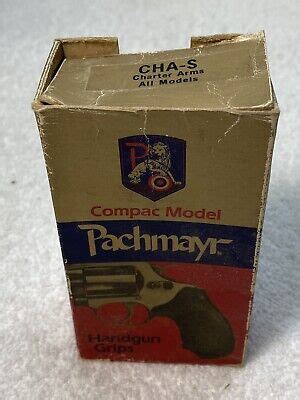 CHA-S
Charter Arms
All Models
P
Compac Model
Pachmayr
Handgun
Grips